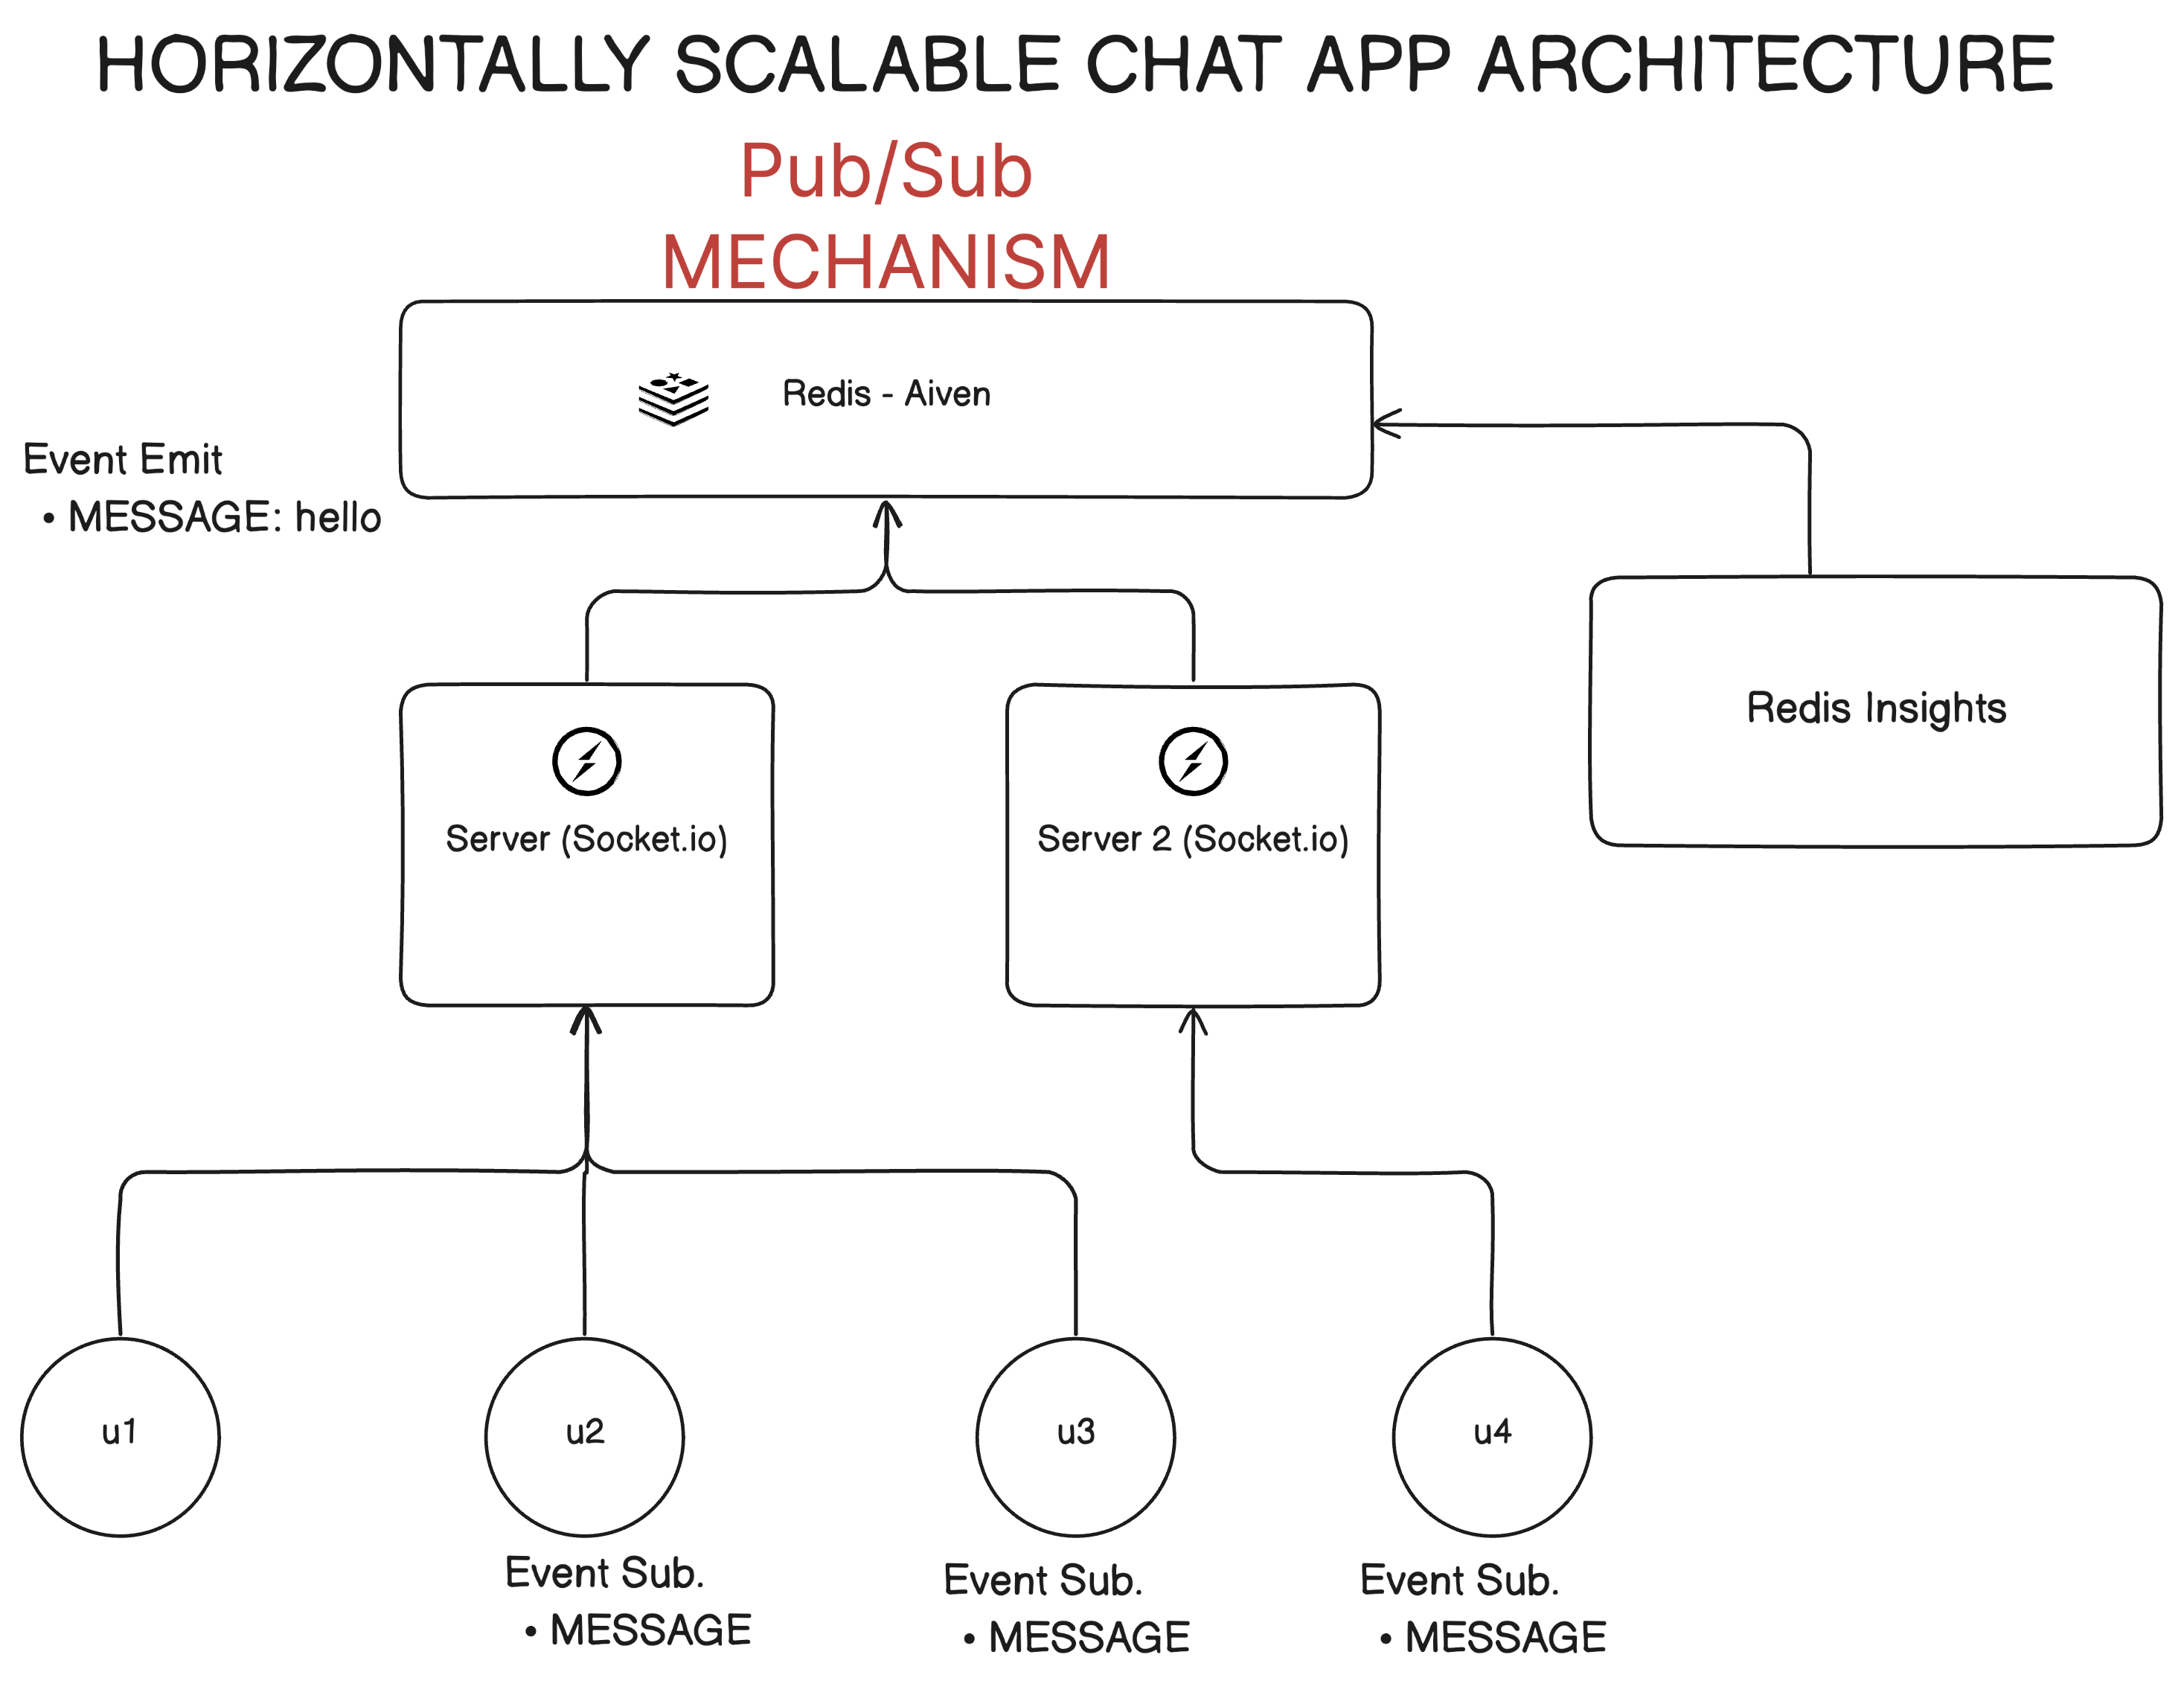 HORIZONTALLY SCALABLE CHAT APP ARCHITECTURE
Pub/Sub
MECHANISM
Redis - Aiven
Event Emit
• MESSAGE: hello
Redis Insights
Server (Socket.io)
Server 2 (Socket.io)
u1
u2
u3
u4
Event Sub.
• MESSAGE
Event Sub.
• MESSAGE
Event Sub.
• MESSAGE